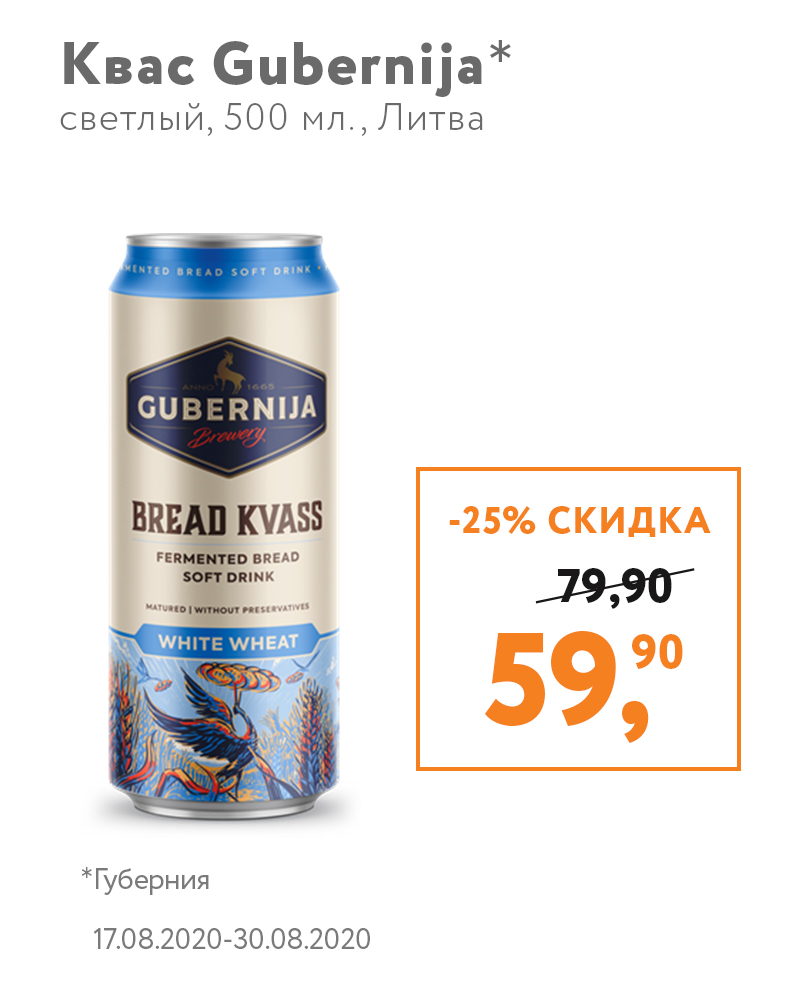 Квас Gubernija*
светлый, 500 мл., Литва
MENTED BREAD SOFT DRINK
ANNO 1665
GUBERNIJA
Brewery
BREAD KVASS
FERMENTED BREAD
SOFT DRINK
MATURED | WITHOUT PRESERVATIVES
WHITE WHEAT
-25% СКИДКА
79,90
59,90
*Губерния
17.08.2020-30.08.2020